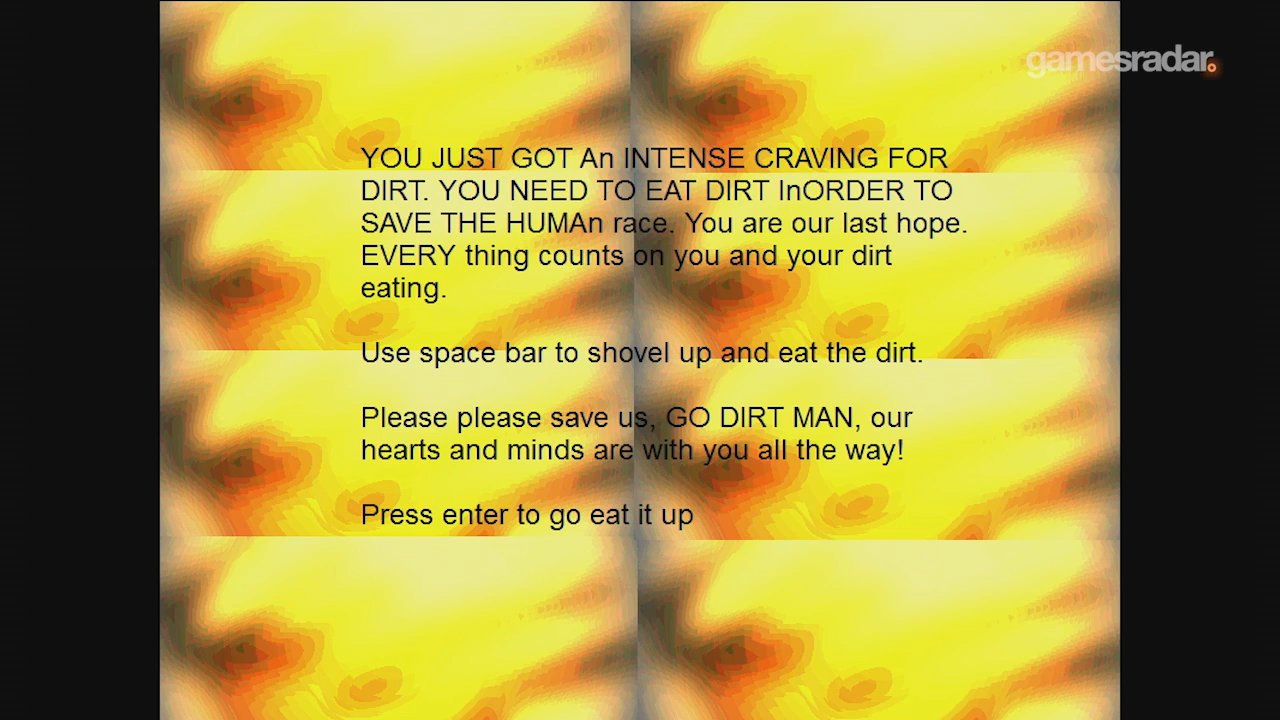 gamesradar.
YOU JUST GOT An INTENSE CRAVING FOR
DIRT. YOU NEED TO EAT DIRT InORDER TO
SAVE THE HUMAn race. You are our last hope.
EVERY thing counts on you and your dirt
eating.
Use space bar to shovel up and eat the dirt.
Please please save us, GO DIRT MAN, our
hearts and minds are with you all the way!
Press enter to go eat it up